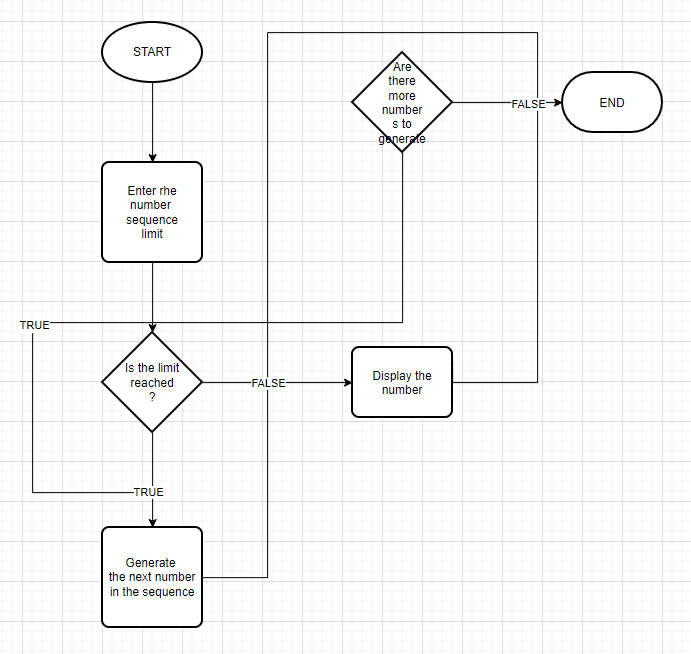 START
Are
there
more
number
s to
generate
FALSE
END
Enter rhe
number
sequence
limit
TRUE
Is the limit
reached
?
FALSE
Display the
number
TRUE
Generate
the next number
in the sequence